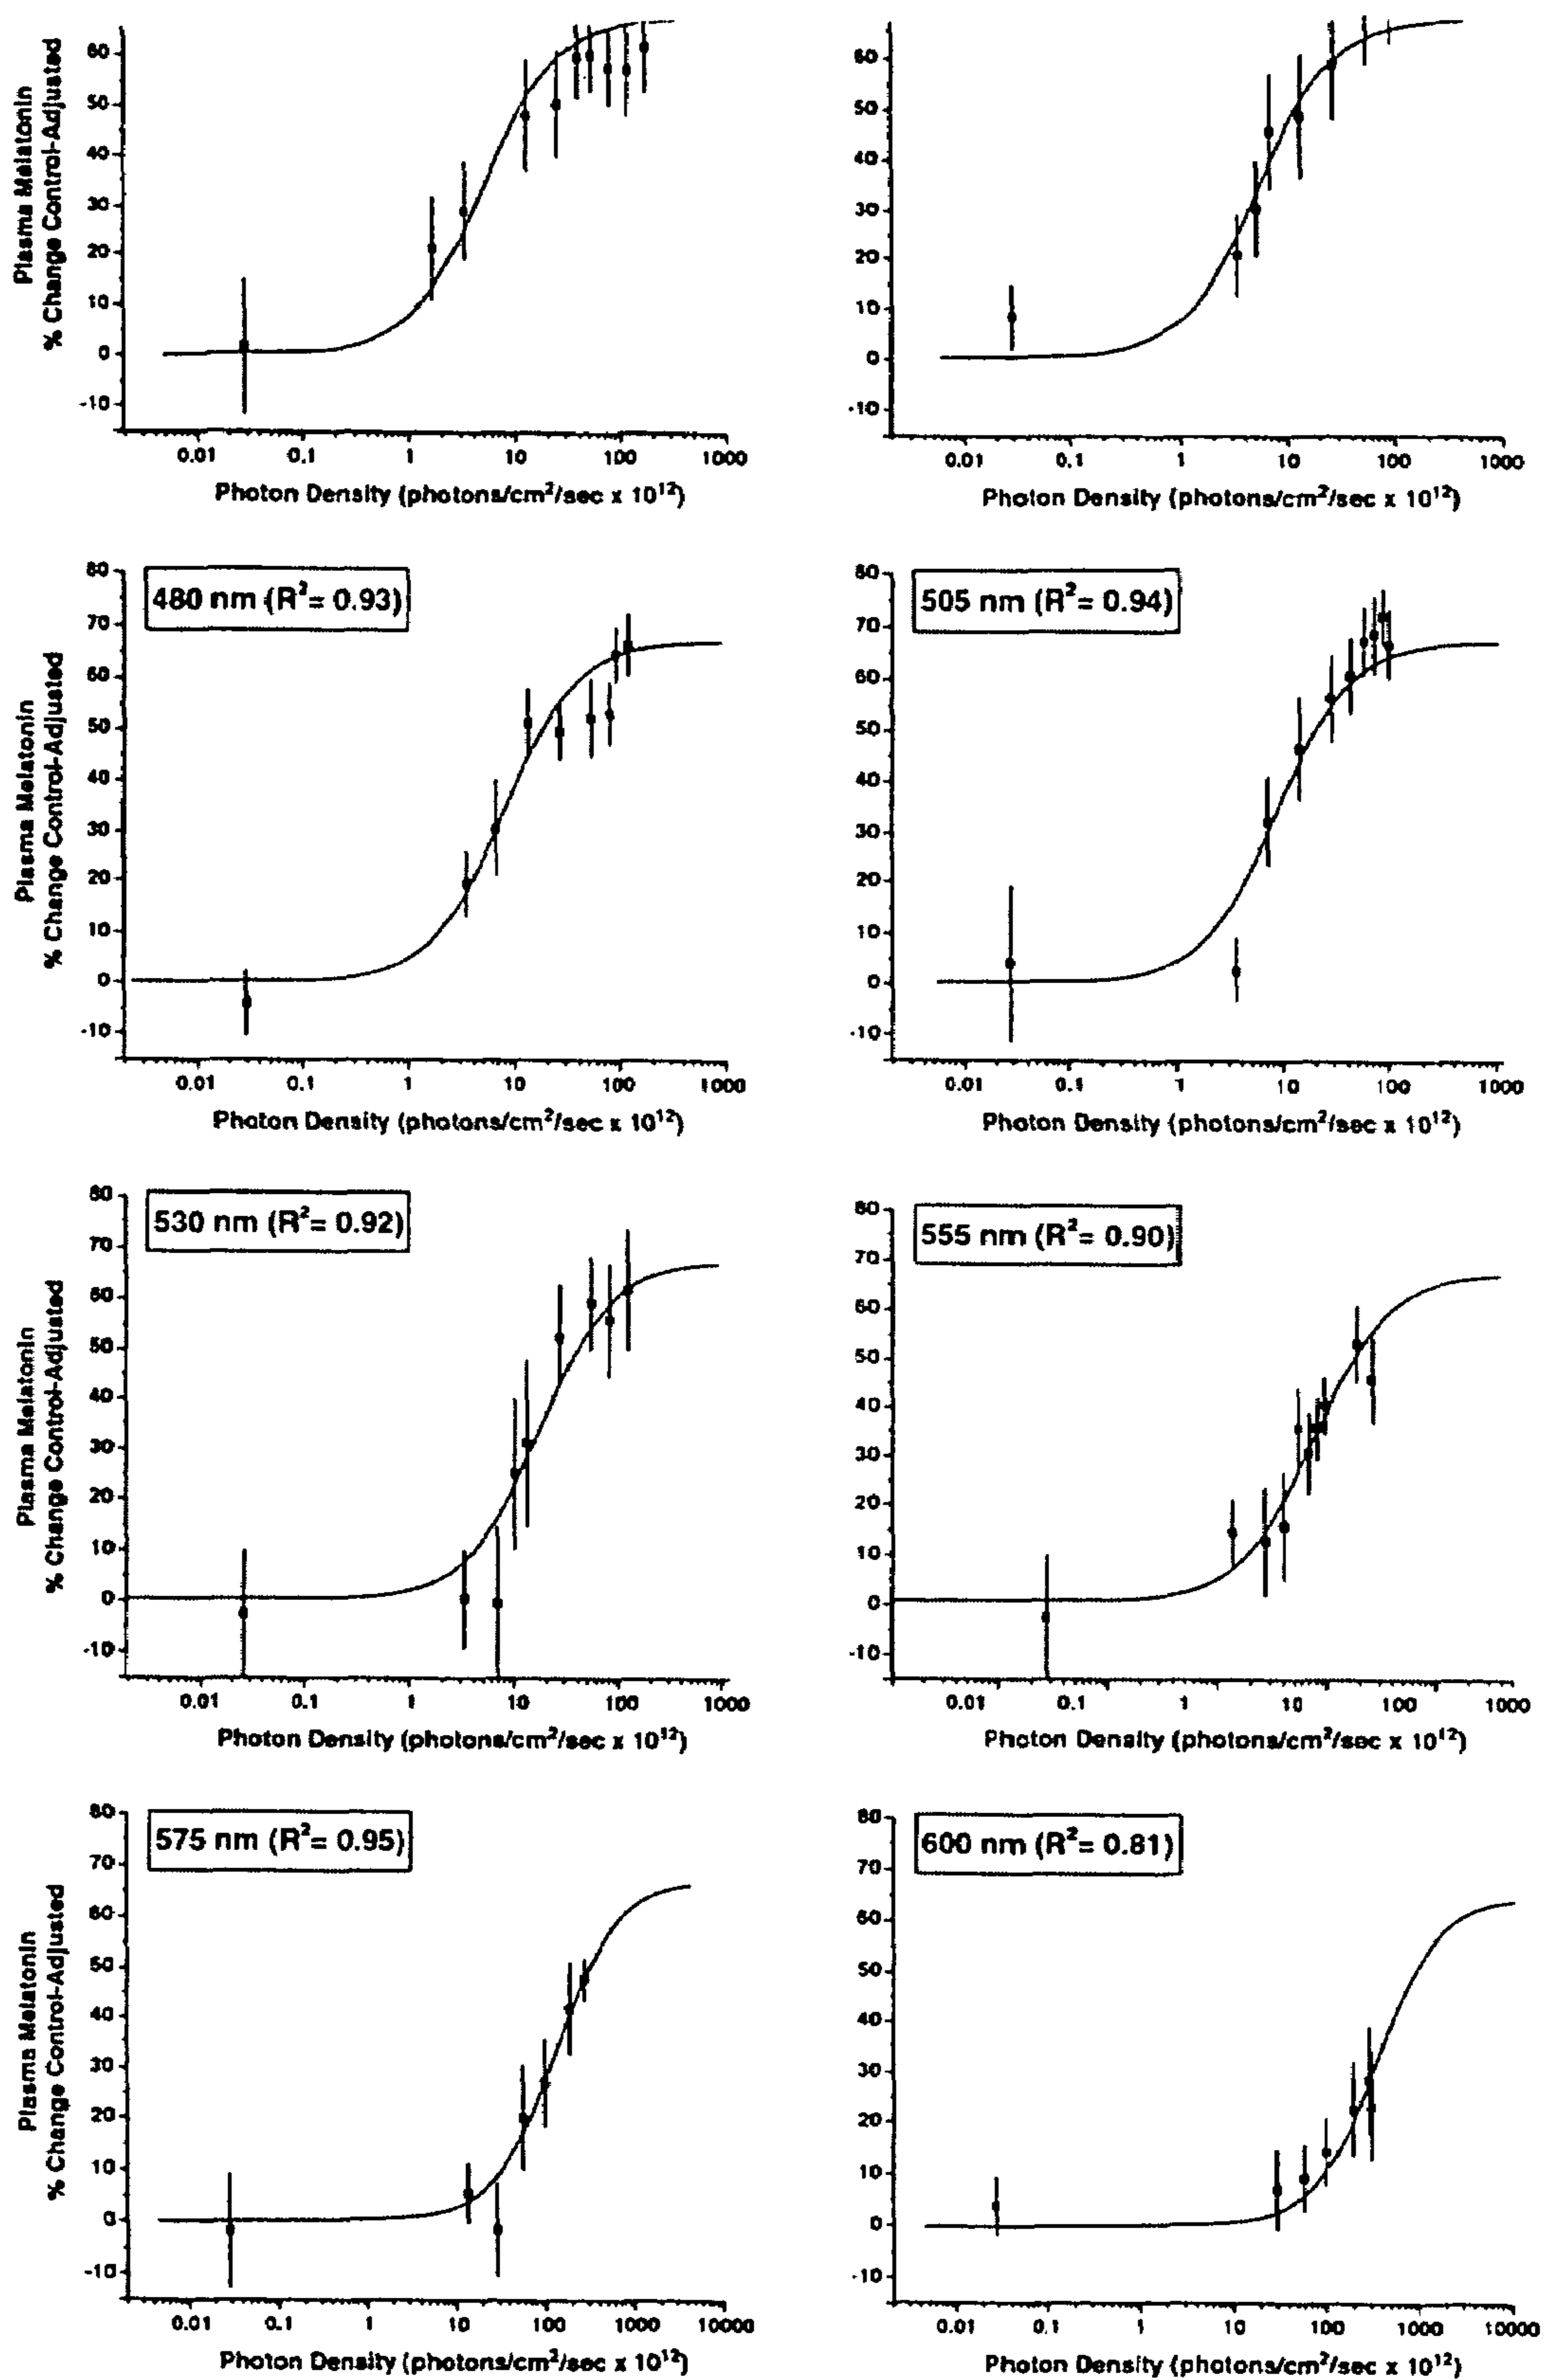 Plasma Melatonin
% Change Control-Adjusted
60
50
40
30
20
10
0
-10
0.01 0.1 1 10 100 1000
Photon Density (photons/cm²/sec x 10¹²)
60
50
40
30
20
10
0
-10
0.01 0.1 1 10 100 1000
Photon Density (photons/cm²/sec x 10¹²)
480 nm (R²= 0.93)
Plasma Melatonin
% Change Control-Adjusted
80
70
60
50
40
30
20
10
0
-10
0.01 0.1 1 10 100 1000
Photon Density (photons/cm²/sec x 10¹²)
505 nm (R²= 0.94)
80
70
60
50
40
30
20
10
0
-10
0.01 0.1 1 10 100 1000
Photon Density (photons/cm²/sec x 10¹²)
530 nm (R²= 0.92)
Plasma Melatonin
% Change Control-Adjusted
80
70
60
50
40
30
20
10
0
-10
0.01 0.1 1 10 100 1000
Photon Density (photons/cm²/sec x 10¹²)
555 nm (R²= 0.90)
80
70
60
50
40
30
20
10
0
-10
0.01 0.1 1 10 100 1000
Photon Density (photons/cm²/sec x 10¹²)
575 nm (R²= 0.95)
Plasma Melatonin
% Change Control-Adjusted
80
70
60
50
40
30
20
10
0
-10
0.01 0.1 1 10 100 1000 10000
Photon Density (photons/cm²/sec x 10¹²)
600 nm (R²= 0.81)
80
70
60
50
40
30
20
10
0
-10
0.01 0.1 1 10 100 1000 10000
Photon Density (photons/cm²/sec x 10¹²)